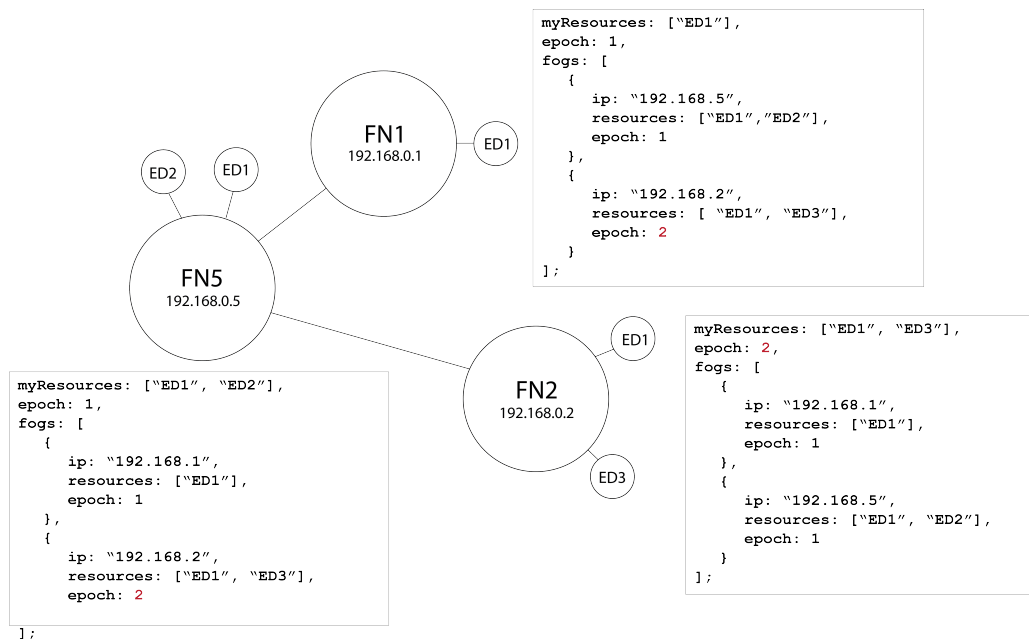 myResources: [“ED1”],
epoch: 1,
fogs: [
{
ip: “192.168.5”,
resources: [“ED1”,”ED2”],
epoch: 1
},
{
ip: “192.168.2”,
resources: [ “ED1”, “ED3”],
epoch: 2
}
];
FN1
192.168.0.1
ED1
ED2
ED1
FN5
192.168.0.5
ED1
FN2
192.168.0.2
ED3
myResources: [“ED1”, “ED3”],
epoch: 2,
fogs: [
{
ip: “192.168.1”,
resources: [“ED1”],
epoch: 1
},
{
ip: “192.168.5”,
resources: [“ED1”, “ED2”],
epoch: 1
}
];
myResources: [“ED1”, “ED2”],
epoch: 1,
fogs: [
{
ip: “192.168.1”,
resources: [“ED1”],
epoch: 1
},
{
ip: “192.168.2”,
resources: [“ED1”, “ED3”],
epoch: 2
];